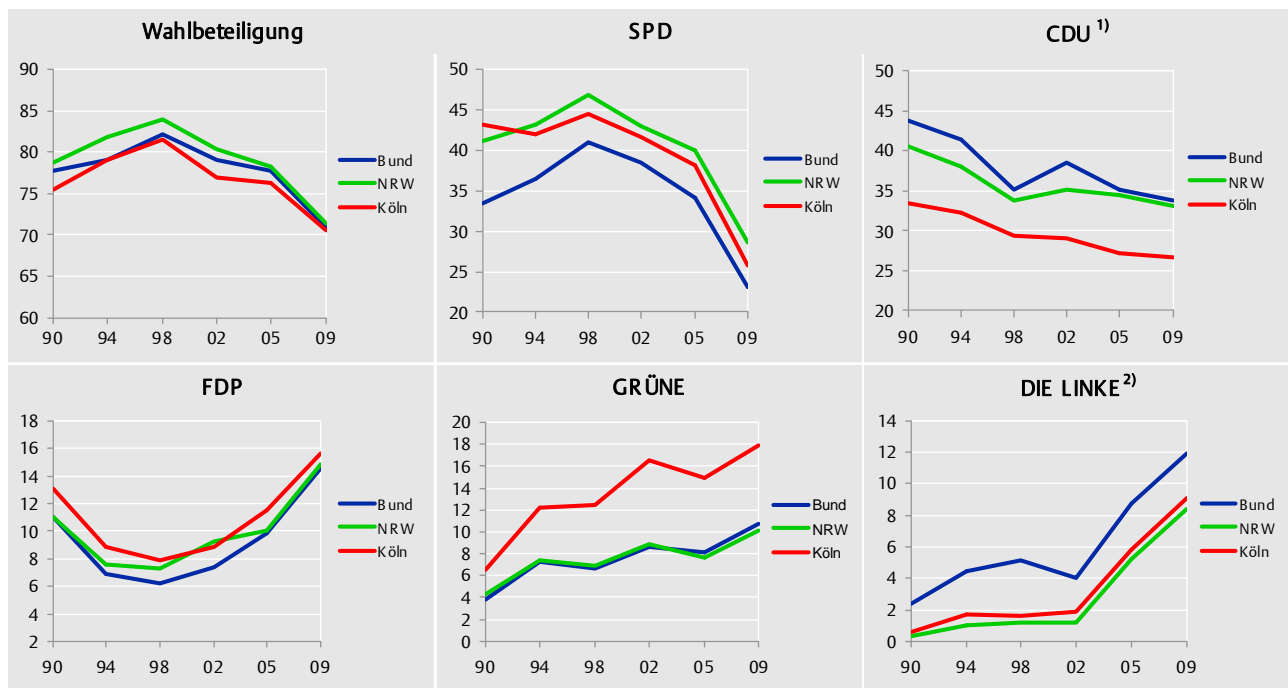 Wahlbeteiligung
90
85
80
75
70
65
60
90 94 98 02 05 09
Bund
NRW
Köln
SPD
50
45
40
35
30
25
20
90 94 98 02 05 09
Bund
NRW
Köln
CDU 1)
50
45
40
35
30
25
20
90 94 98 02 05 09
Bund
NRW
Köln
FDP
18
16
14
12
10
8
6
4
2
90 94 98 02 05 09
Bund
NRW
Köln
GRÜNE
20
18
16
14
12
10
8
6
4
2
0
90 94 98 02 05 09
Bund
NRW
Köln
DIE LINKE 2)
14
12
10
8
6
4
2
0
90 94 98 02 05 09
Bund
NRW
Köln